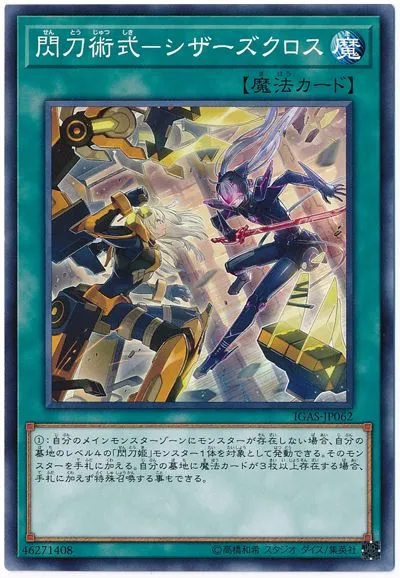 閃刀術式－シザーズクロス 魔
【魔法カード】
IGAS-JP062
①：自分のメインモンスターゾーンにモンスターが存在しない場合、自分の
墓地のレベル4の「閃刀姫」モンスター1体を対象として発動できる。そのモン
スターを手札に加える。自分の墓地に魔法カードが3枚以上存在する場合、
手札に加えず特殊召喚する事もできる。
46271408 ©高橋和希 スタジオ・ダイス/集英社